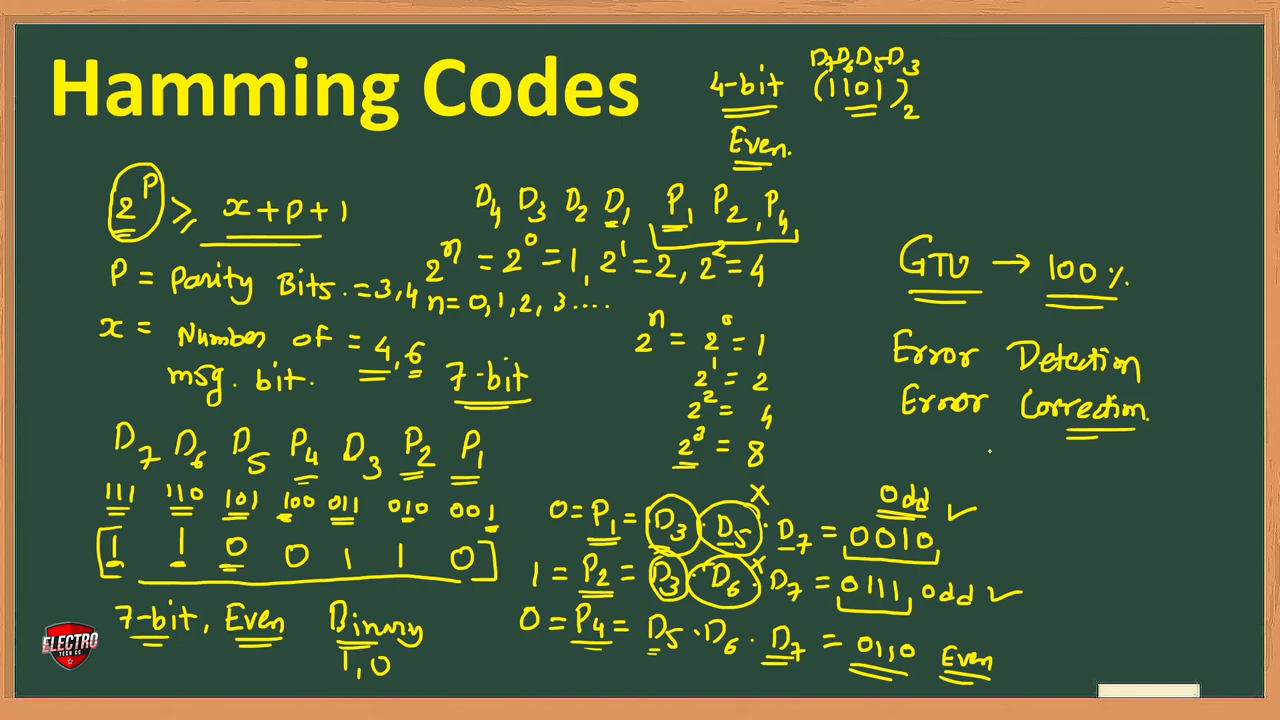 Hamming Codes
4-bit
D7D6D5D3
(1101)2
Even.
2^P ≥ x+P+1
D4 D3 D2 D1 P1 P2, P4
2^n = 2^0 = 1, 2^1 = 2, 2^2 = 4
n = 0, 1, 2, 3....
P = Parity Bits. = 3,4
x = Number of = 4,6
msg. bit.
7-bit
2^n = 2^0 = 1
2^1 = 2
2^2 = 4
2^3 = 8
GTU → 100%.
Error Detection
Error Correction.
D7 D6 D5 P4 D3 P2 P1
111 110 101 100 011 010 001
[1 1 0 0 1 1 0]
7-bit, Even Binary
1,0
Odd
0 = P1 = D3 · D5 · D7 = 0010 ✓
x
1 = P2 = D3 · D6 · D7 = 0111, odd ✓
x
0 = P4 = D5 · D6 · D7 = 0110 Even
ELECTRO
TECH CC